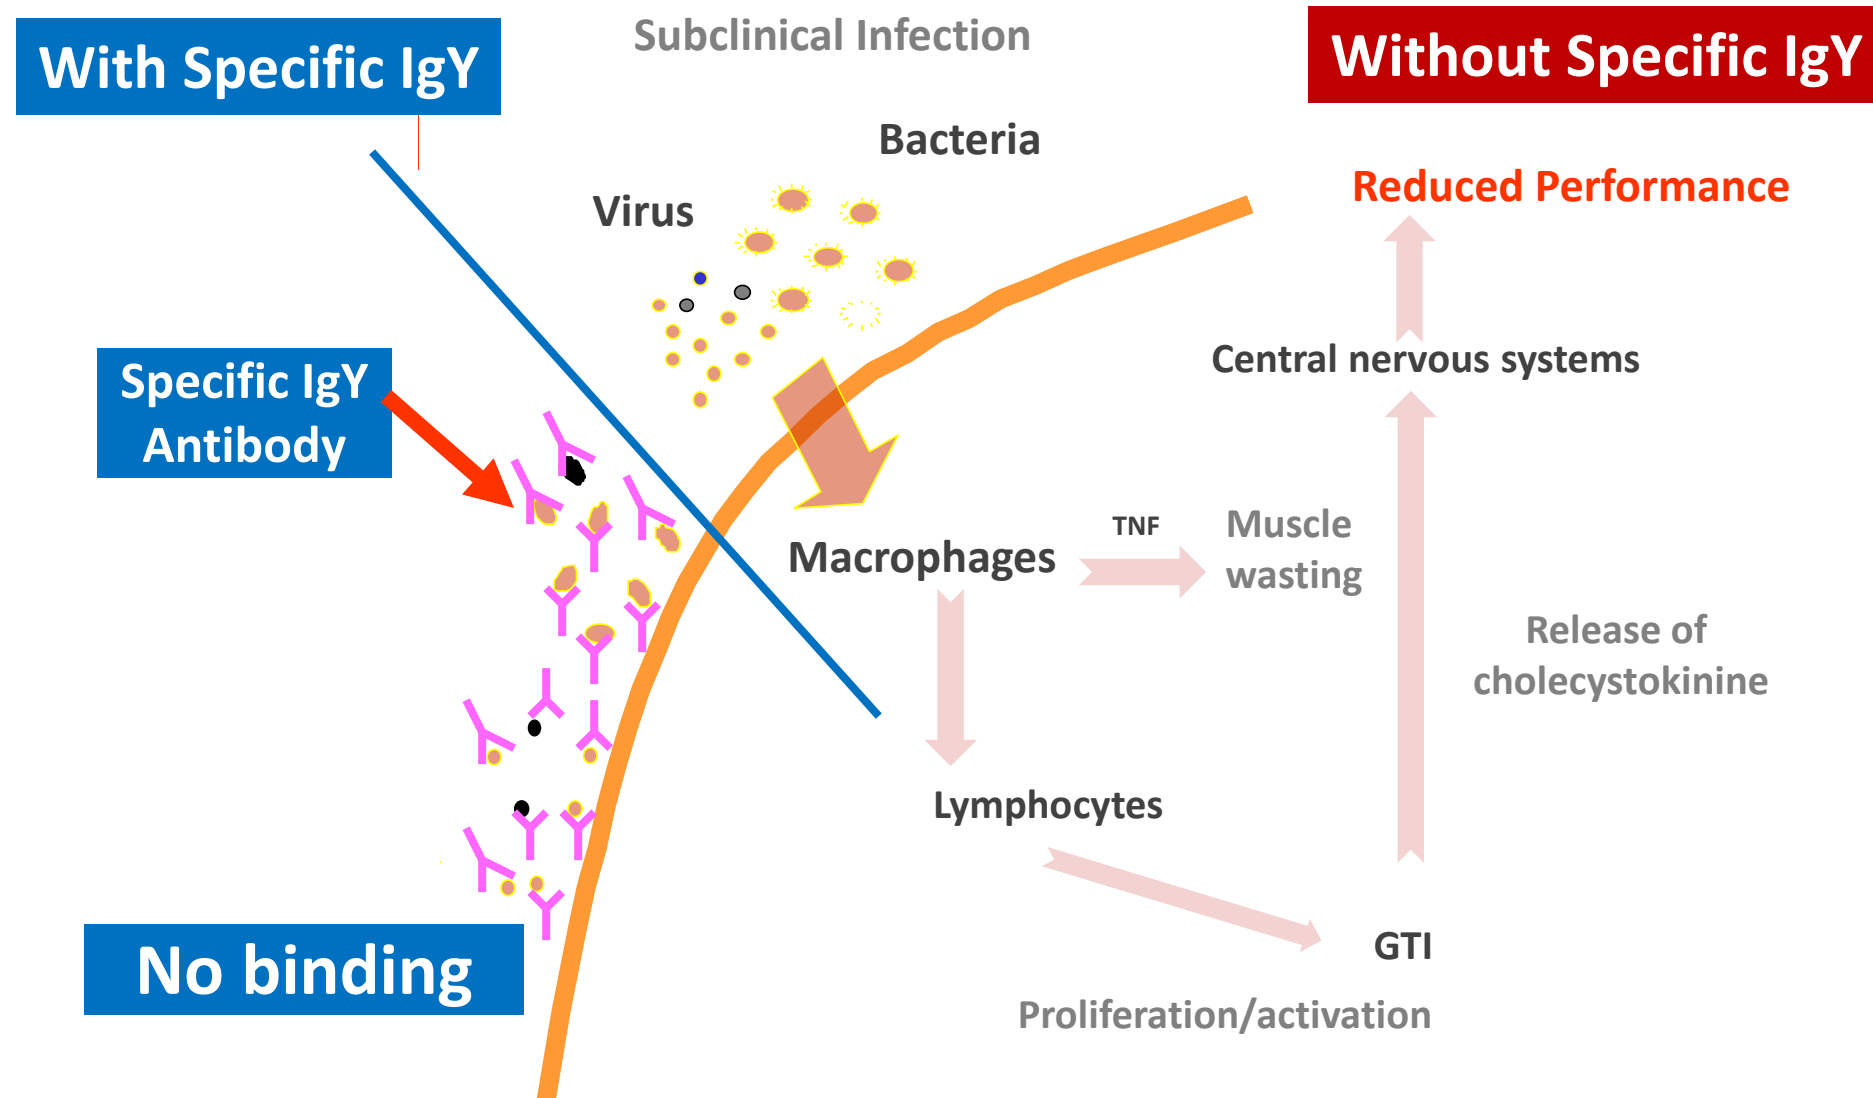 With Specific IgY
Subclinical Infection
Without Specific IgY
Bacteria
Virus
Reduced Performance
Central nervous systems
Specific IgY
Antibody
TNF
Muscle
wasting
Macrophages
Release of
cholecystokinine
Lymphocytes
GTI
No binding
Proliferation/activation